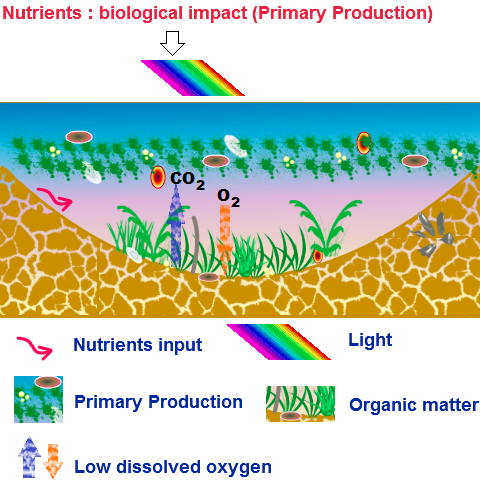 Nutrients : biological impact (Primary Production)
CO2
O2
Nutrients input
Light
Primary Production
Organic matter
Low dissolved oxygen